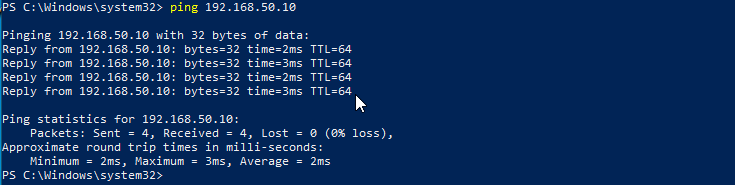 PS C:\Windows\system32> ping 192.168.50.10
Pinging 192.168.50.10 with 32 bytes of data:
Reply from 192.168.50.10: bytes=32 time=2ms TTL=64
Reply from 192.168.50.10: bytes=32 time=3ms TTL=64
Reply from 192.168.50.10: bytes=32 time=2ms TTL=64
Reply from 192.168.50.10: bytes=32 time=3ms TTL=64
Ping statistics for 192.168.50.10:
    Packets: Sent = 4, Received = 4, Lost = 0 (0% loss),
Approximate round trip times in milli-seconds:
    Minimum = 2ms, Maximum = 3ms, Average = 2ms
PS C:\Windows\system32>